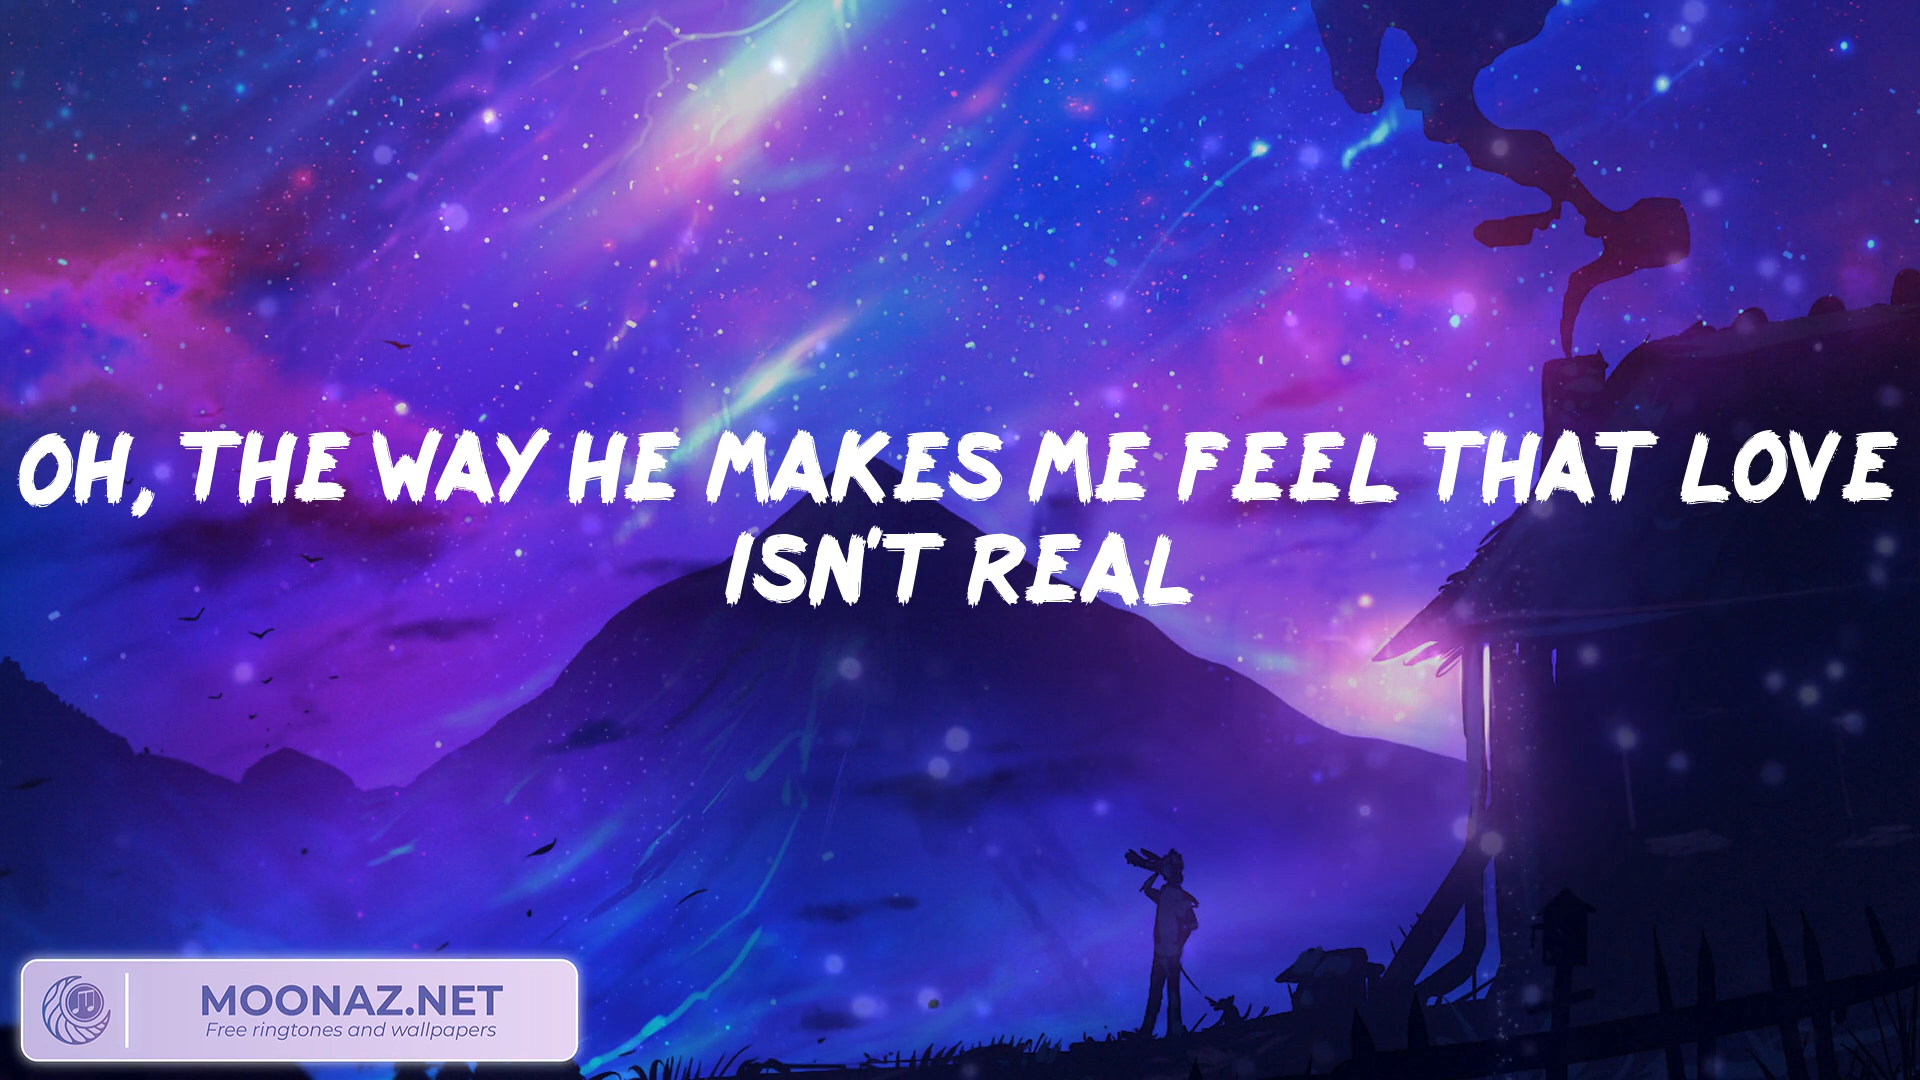 OH, THE WAY HE MAKES ME FEEL THAT LOVE
ISN'T REAL
MOONAZ.NET
Free ringtones and wallpapers